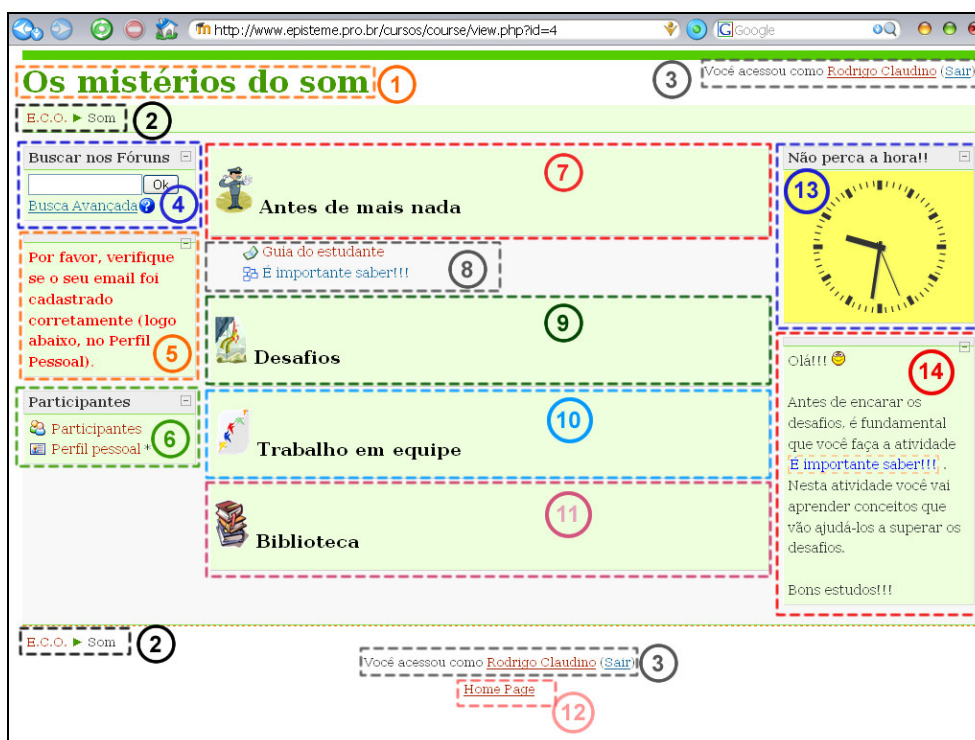 http://www.episteme.pro.br/cursos/course/view.php?id=4
Google
Os mistérios do som
1
3
Você acessou como Rodrigo Claudino (Sair)
E.C.O. ► Som
2
Buscar nos Fóruns
Ok
Busca Avançada
?
4
Por favor, verifique
se o seu email foi
cadastrado
corretamente (logo
abaixo, no Perfil
Pessoal).
5
Participantes
Participantes
Perfil pessoal *
6
7
Antes de mais nada
Guia do estudante
É importante saber!!!
8
9
Desafios
10
Trabalho em equipe
11
Biblioteca
Não perca a hora!!
13
Olá!!!
14
Antes de encarar os
desafios, é fundamental
que você faça a atividade
É importante saber!!! .
Nesta atividade você vai
aprender conceitos que
vão ajudá-los a superar os
desafios.
Bons estudos!!!
E.C.O. ► Som
2
Você acessou como Rodrigo Claudino (Sair)
3
Home Page
12